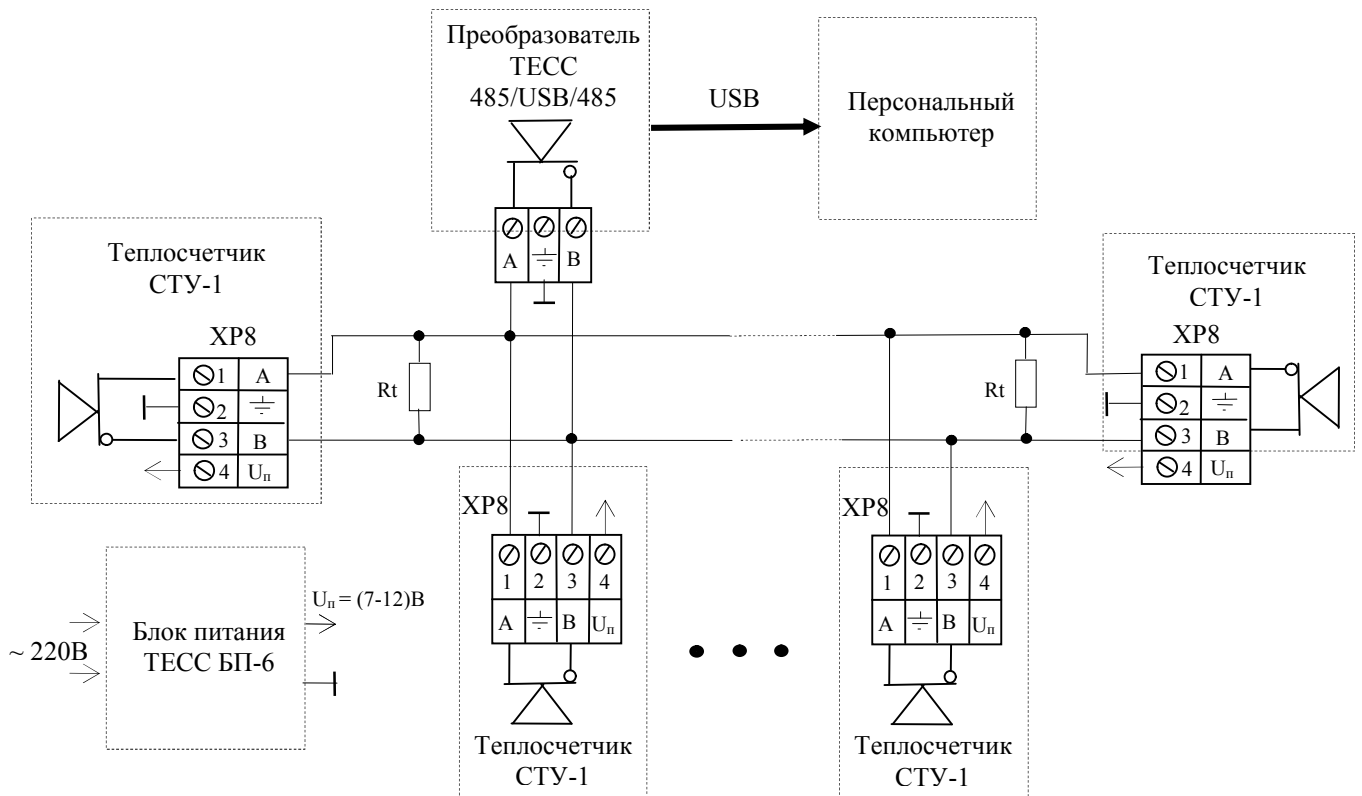 Преобразователь
ТЕСС
485/USB/485
USB
Персональный
компьютер
A
B
Теплосчетчик
СТУ-1
XP8
1 A
2
3 B
4 Uп
Rt
Rt
Теплосчетчик
СТУ-1
XP8
1 A
2
3 B
4 Uп
XP8
1 2 3 4
A B Uп
Теплосчетчик
СТУ-1
XP8
1 2 3 4
A B Uп
Теплосчетчик
СТУ-1
~ 220В
Блок питания
ТЕСС БП-6
Uп = (7-12)В